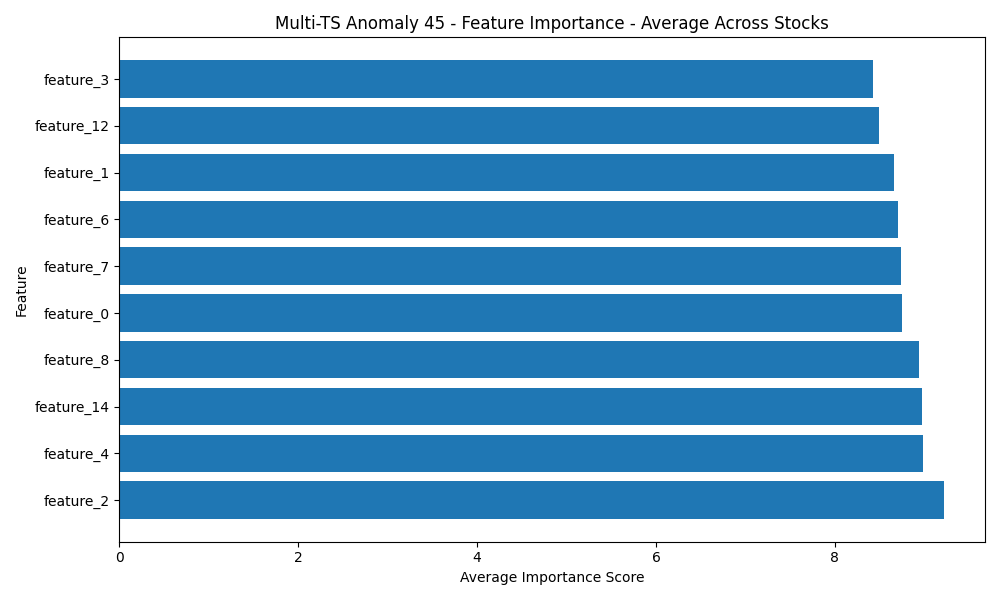 Multi-TS Anomaly 45 - Feature Importance - Average Across Stocks
feature_3
feature_12
feature_1
feature_6
feature_7
feature_0
feature_8
feature_14
feature_4
feature_2
Feature
0 2 4 6 8
Average Importance Score